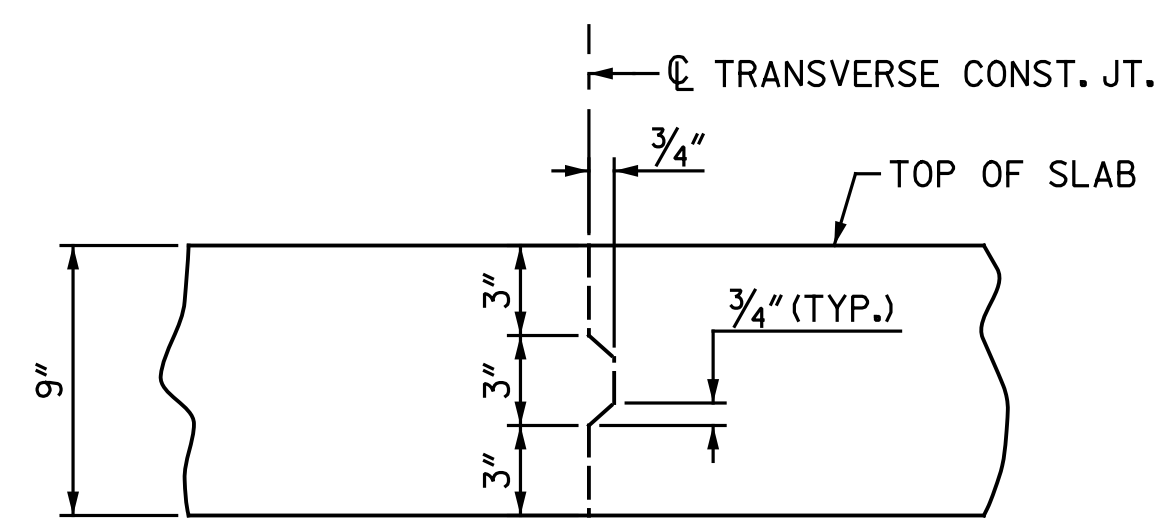 ℄ TRANSVERSE CONST. JT.
3/4"
TOP OF SLAB
3"
3/4" (TYP.)
9"
3"
3"